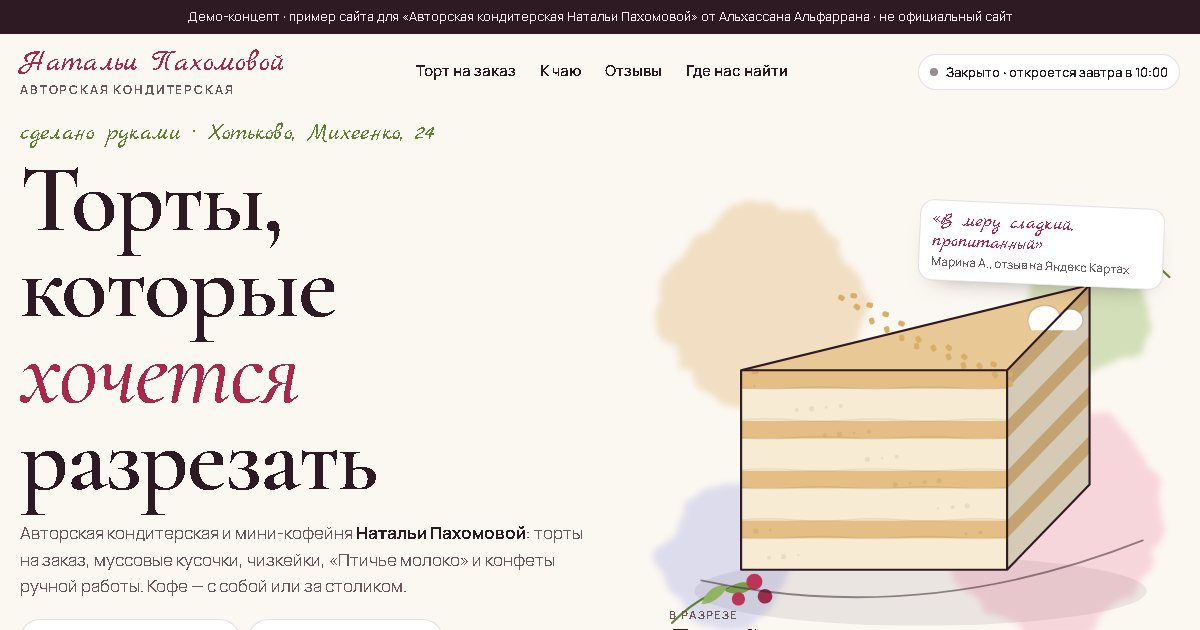 Демо-концепт · пример сайта для «Авторская кондитерская Натальи Пахомовой» от Альхассана Альфаррана · не официальный сайт
Натальи Пахомовой
АВТОРСКАЯ КОНДИТЕРСКАЯ
Торт на заказ
К чаю
Отзывы
Где нас найти
Закрыто · откроется завтра в 10:00
сделано руками · Хотьково, Михеенко, 24
Торты,
которые
хочется
разрезать
«В меру сладкий,
пропитанный»
Марина А., отзыв на Яндекс Картах
Авторская кондитерская и мини-кофейня Натальи Пахомовой: торты
на заказ, муссовые кусочки, чизкейки, «Птичье молоко» и конфеты
ручной работы. Кофе — с собой или за столиком.
В РАЗРЕЗЕ